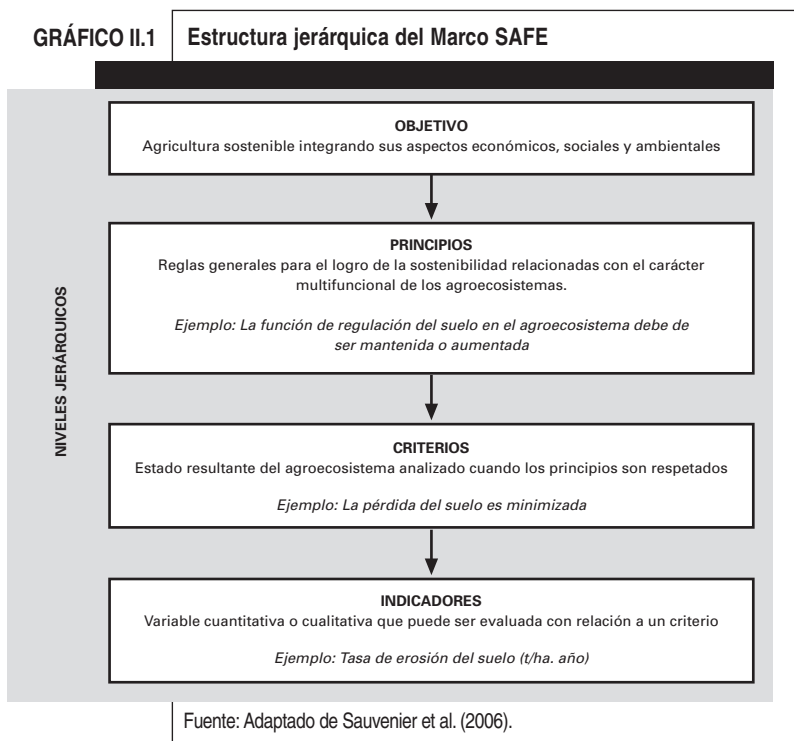 GRÁFICO II.1
Estructura jerárquica del Marco SAFE
NIVELES JERÁRQUICOS
OBJETIVO
Agricultura sostenible integrando sus aspectos económicos, sociales y ambientales
PRINCIPIOS
Reglas generales para el logro de la sostenibilidad relacionadas con el carácter
multifuncional de los agroecosistemas.
Ejemplo: La función de regulación del suelo en el agroecosistema debe de
ser mantenida o aumentada
CRITERIOS
Estado resultante del agroecosistema analizado cuando los principios son respetados
Ejemplo: La pérdida del suelo es minimizada
INDICADORES
Variable cuantitativa o cualitativa que puede ser evaluada con relación a un criterio
Ejemplo: Tasa de erosión del suelo (t/ha. año)
Fuente: Adaptado de Sauvenier et al. (2006).